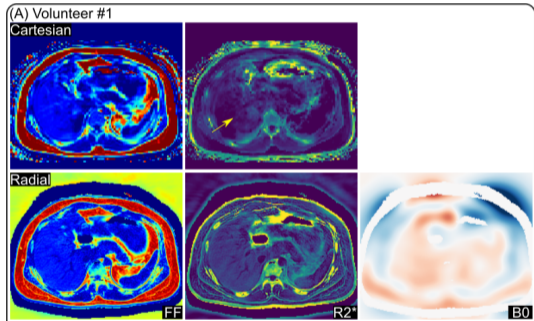 (A) Volunteer #1
Cartesian
Radial
FF
R2*
B0